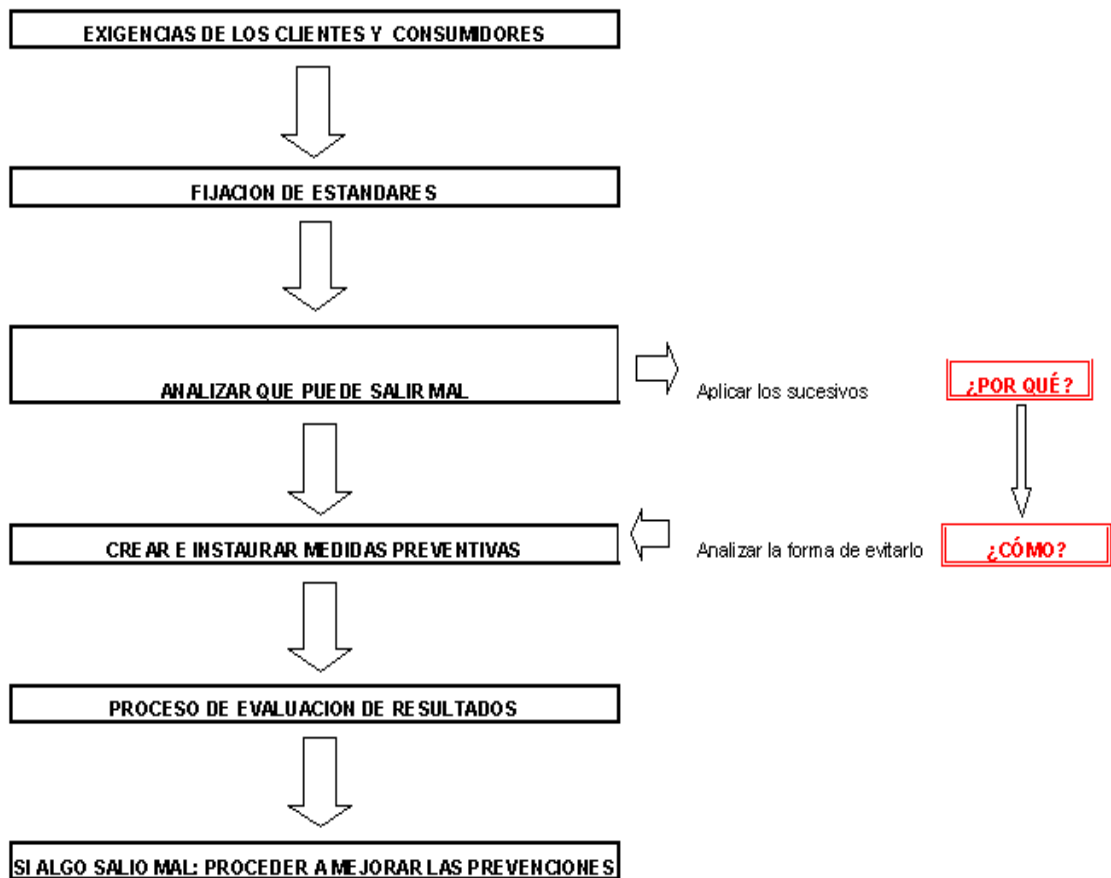 EXIGENCIAS DE LOS CLIENTES Y CONSUMIDORES
FIJACION DE ESTANDARES
ANALIZAR QUE PUEDE SALIR MAL
Aplicar los sucesivos
¿POR QUÉ?
CREAR E INSTAURAR MEDIDAS PREVENTIVAS
Analizar la forma de evitarlo
¿CÓMO?
PROCESO DE EVALUACION DE RESULTADOS
SI ALGO SALIO MAL: PROCEDER A MEJORAR LAS PREVENCIONES